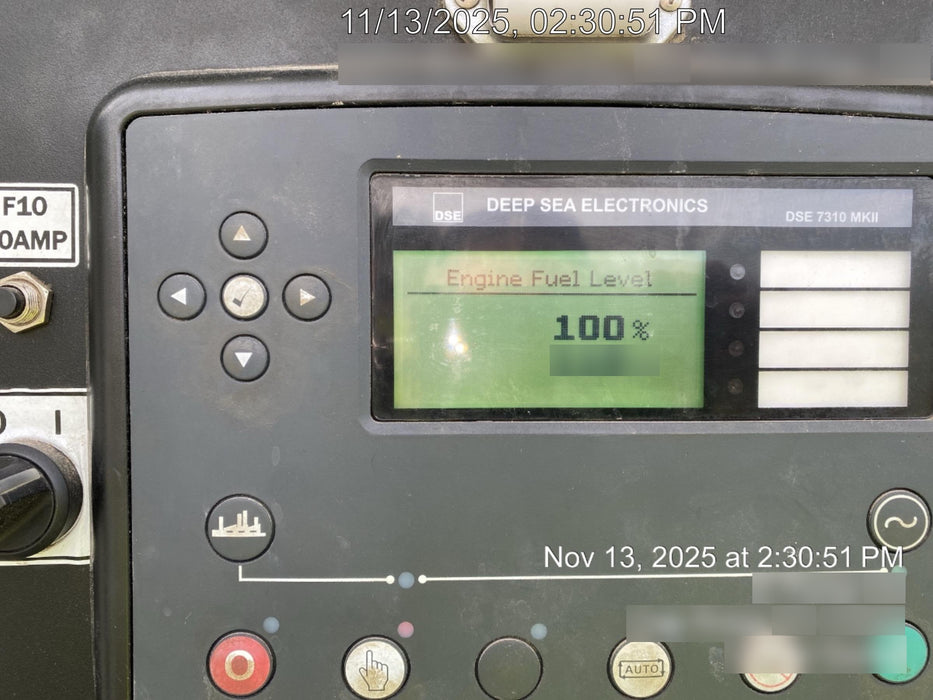 11/13/2025, 02:30:51 PM
F10
0AMP
DSE
DEEP SEA ELECTRONICS
DSE 7310 MKII
Engine Fuel Level
100 %
I
Nov 13, 2025 at 2:30:51 PM
O
AUTO